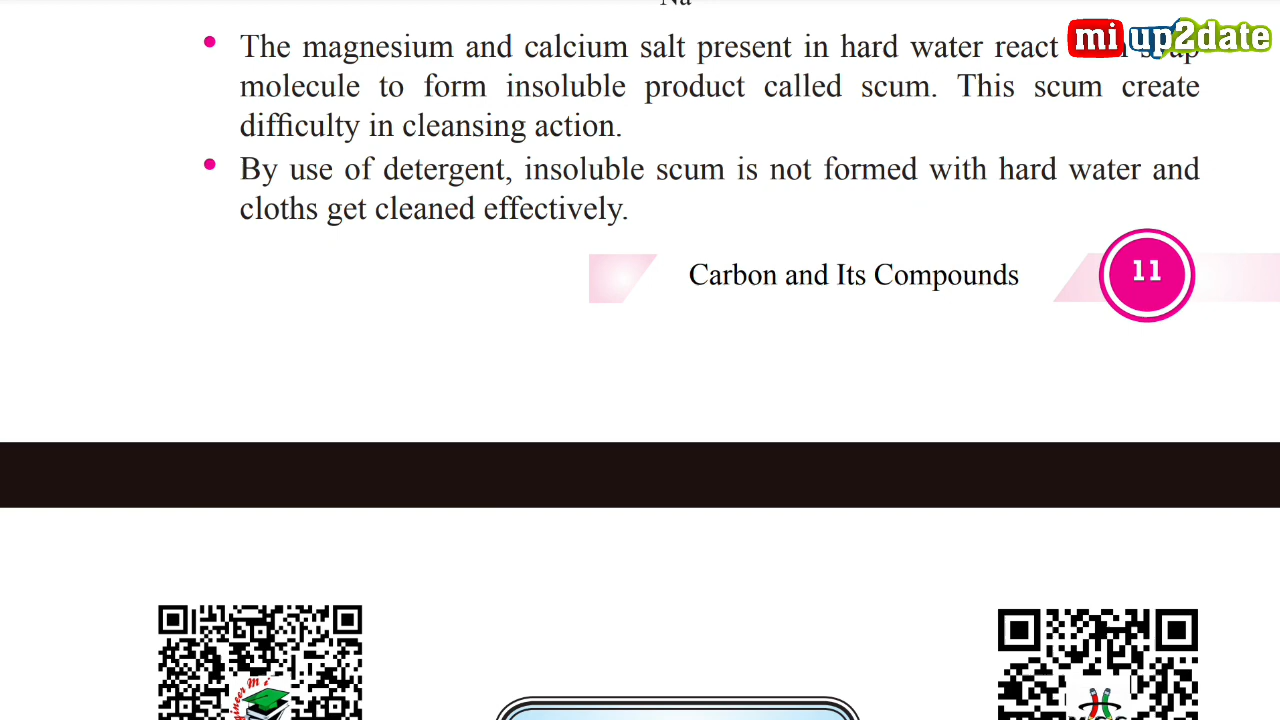 mi up2date
The magnesium and calcium salt present in hard water react
molecule to form insoluble product called scum. This scum create
difficulty in cleansing action.
By use of detergent, insoluble scum is not formed with hard water and
cloths get cleaned effectively.
Carbon and Its Compounds
11